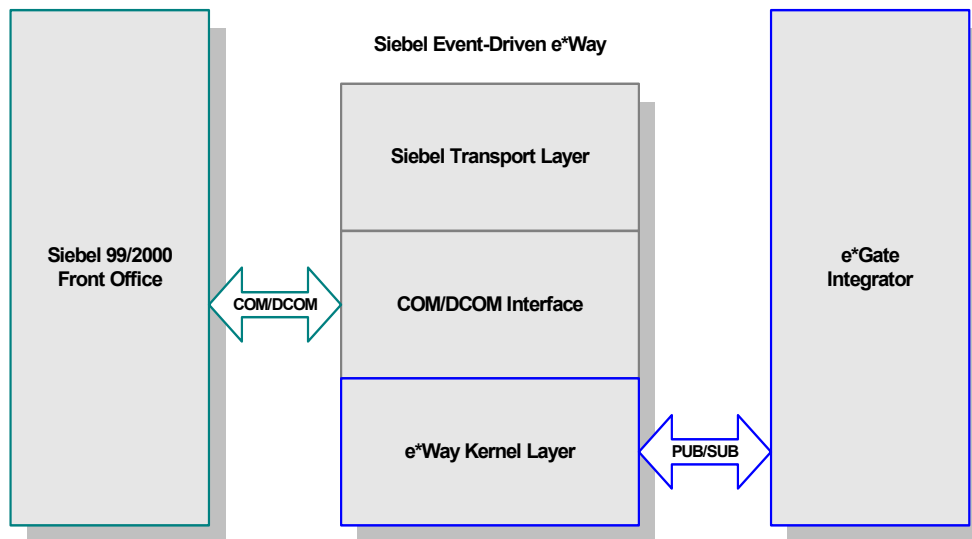 Siebel Event-Driven e*Way
Siebel Transport Layer
Siebel 99/2000
Front Office
COM/DCOM
COM/DCOM Interface
e*Way Kernel Layer
PUB/SUB
e*Gate
Integrator